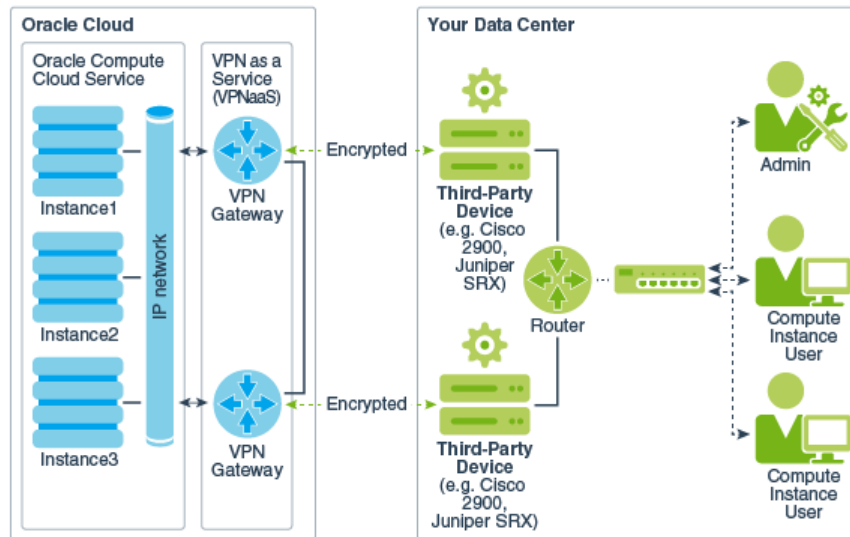 Oracle Cloud
Oracle Compute
Cloud Service
Instance1
Instance2
Instance3
IP network
VPN as a
Service
(VPNaaS)
VPN
Gateway
VPN
Gateway
Encrypted
Encrypted
Your Data Center
Third-Party
Device
(e.g. Cisco
2900,
Juniper
SRX)
Router
Third-Party
Device
(e.g. Cisco
2900,
Juniper SRX)
Admin
Compute
Instance
User
Compute
Instance
User